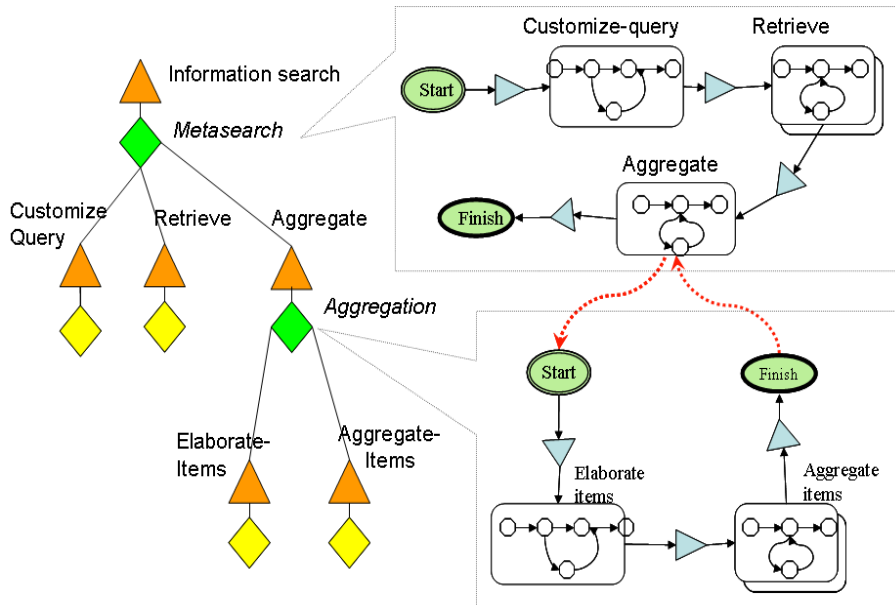 Information search
Metasearch
Customize
Query
Retrieve
Aggregate
Aggregation
Elaborate-
Items
Aggregate-
Items
Customize-query
Retrieve
Start
Aggregate
Finish
Start
Finish
Elaborate
items
Aggregate
items